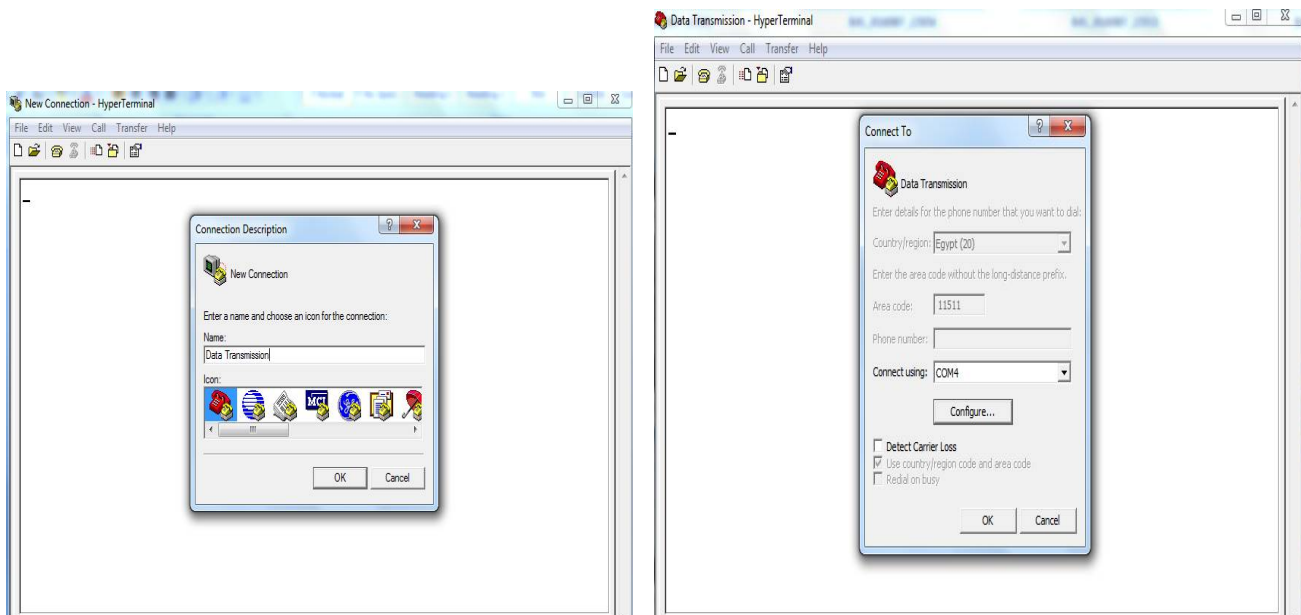 New Connection - HyperTerminal
File Edit View Call Transfer Help
Connection Description
New Connection
Enter a name and choose an icon for the connection:
Name:
Data Transmission
Icon:
MCI
OK Cancel
Data Transmission - HyperTerminal
File Edit View Call Transfer Help
Connect To
Data Transmission
Enter details for the phone number that you want to dial:
Country/region: Egypt (20)
Enter the area code without the long-distance prefix.
Area code: 11511
Phone number:
Connect using: COM4
Configure...
Detect Carrier Loss
Use country/region code and area code
Redial on busy
OK Cancel